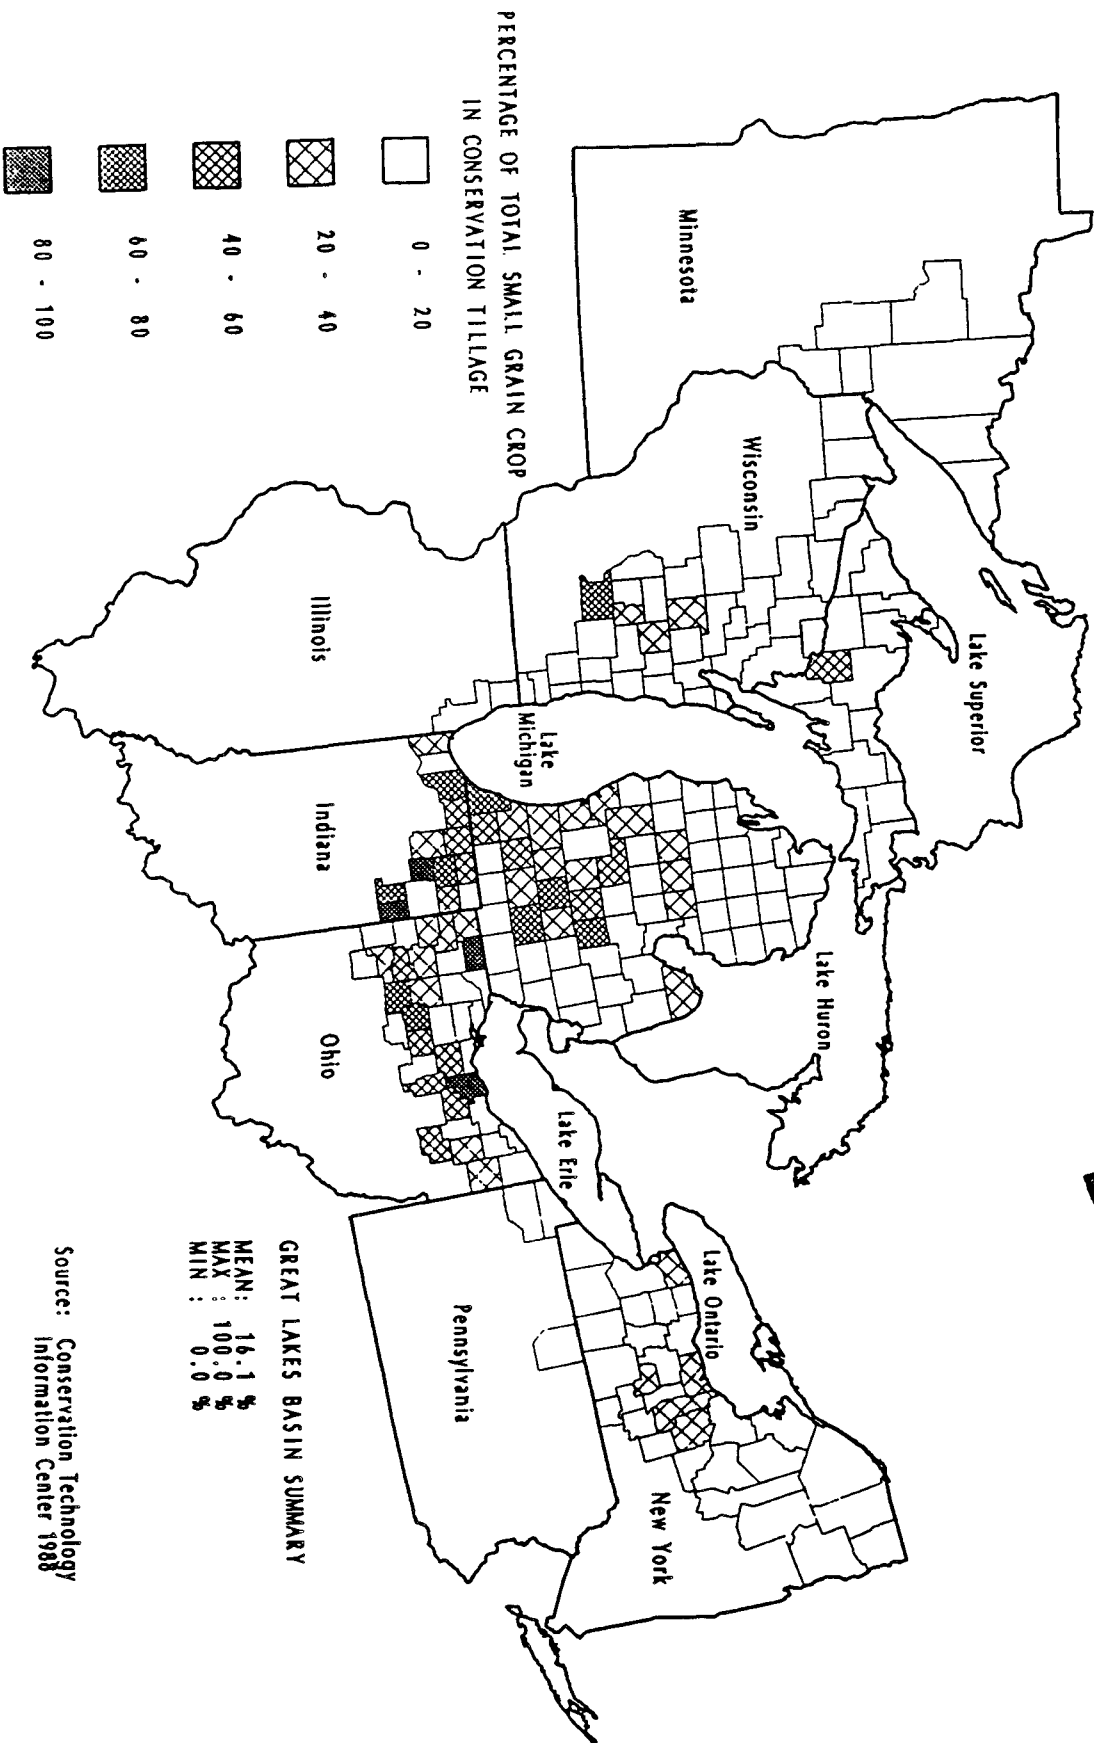 Minnesota
Wisconsin
Lake Superior
Lake
Michigan
Lake Huron
Illinois
Indiana
Ohio
Lake Erie
Lake Ontario
Pennsylvania
New York
PERCENTAGE OF TOTAL SMALL GRAIN CROP
IN CONSERVATION TILLAGE
0 - 20
20 - 40
40 - 60
60 - 80
80 - 100
GREAT LAKES BASIN SUMMARY
MEAN: 16.1 %
MAX : 100.0 %
MIN : 0.0 %
Source: Conservation Technology
Information Center 1988